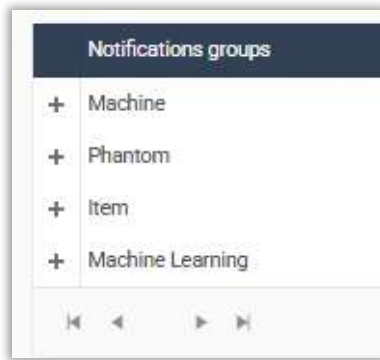 Notifications groups
+ Machine
+ Phantom
+ Item
+ Machine Learning